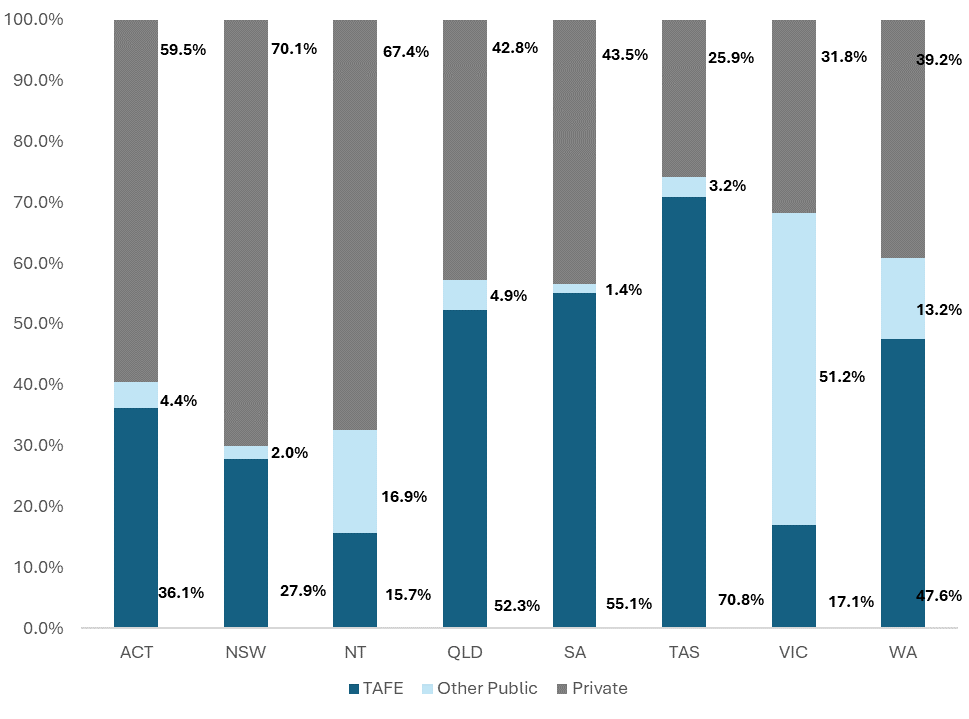 100.0%
90.0%
80.0%
70.0%
60.0%
50.0%
40.0%
30.0%
20.0%
10.0%
0.0%
59.5% 70.1% 67.4% 42.8% 43.5% 25.9% 31.8% 39.2%
4.4% 2.0% 16.9% 4.9% 1.4% 3.2% 51.2% 13.2%
36.1% 27.9% 15.7% 52.3% 55.1% 70.8% 17.1% 47.6%
ACT NSW NT QLD SA TAS VIC WA
TAFE Other Public Private